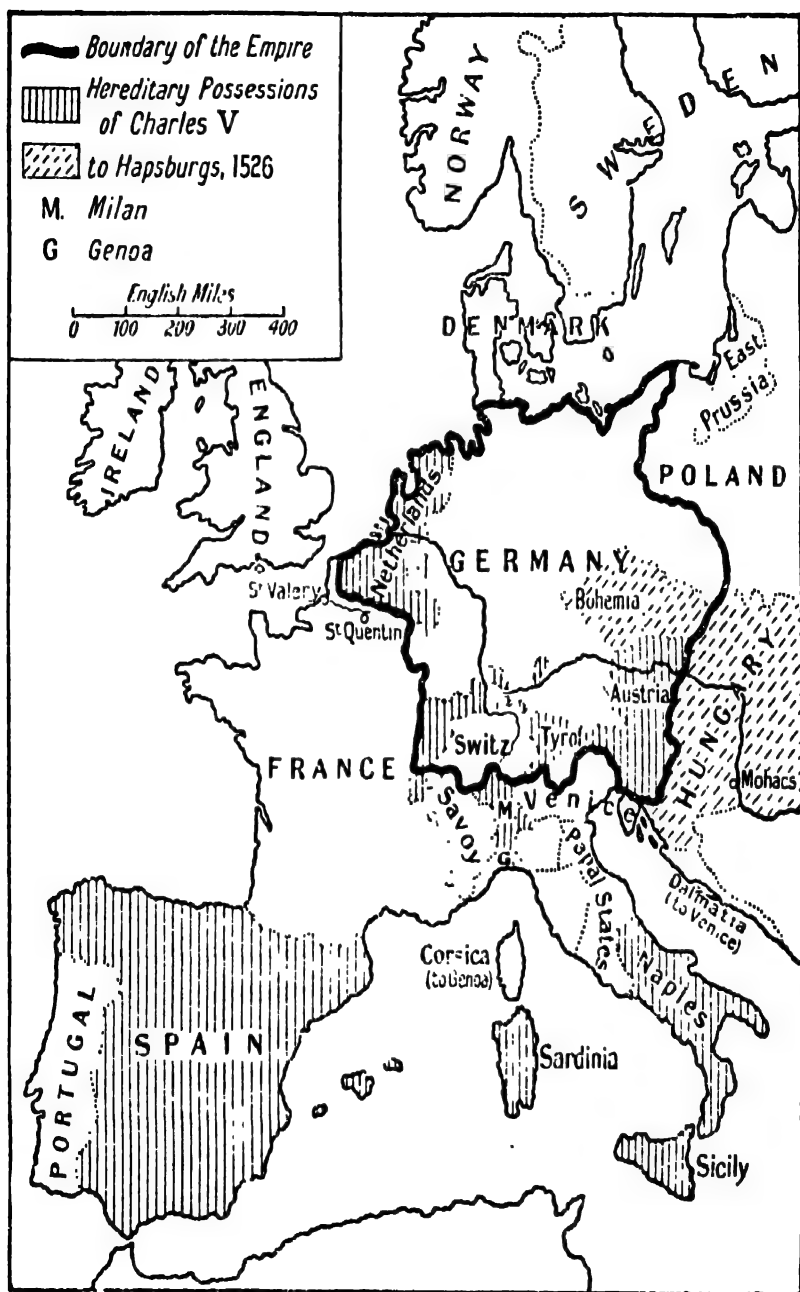 Boundary of the Empire
Hereditary Possessions
of Charles V
to Hapsburgs, 1526
M. Milan
G Genoa
English Miles
0 100 200 300 400
NORWAY
SWEDEN
DENMARK
East
Prussia
IRELAND
ENGLAND
POLAND
Netherlands
GERMANY
St Valery
St Quentin
Bohemia
HUNGARY
Austria
Switz
Tyrol
FRANCE
Mohacs
Savoy
M
Venice
G
Papal States
Dalmatia
(to Venice)
Corsica
(to Genoa)
Naples
PORTUGAL
SPAIN
Sardinia
Sicily